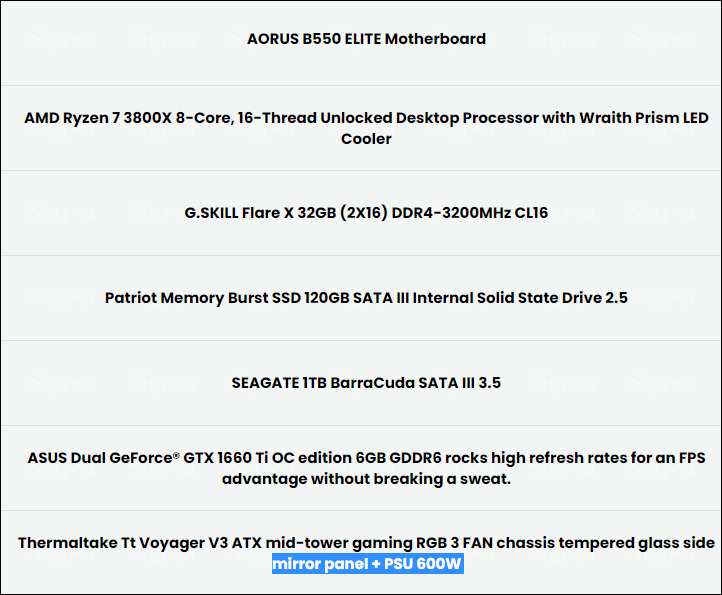 AORUS B550 ELITE Motherboard
AMD Ryzen 7 3800X 8-Core, 16-Thread Unlocked Desktop Processor with Wraith Prism LED
Cooler
G.SKILL Flare X 32GB (2X16) DDR4-3200MHz CL16
Patriot Memory Burst SSD 120GB SATA III Internal Solid State Drive 2.5
SEAGATE 1TB BarraCuda SATA III 3.5
ASUS Dual GeForce® GTX 1660 Ti OC edition 6GB GDDR6 rocks high refresh rates for an FPS
advantage without breaking a sweat.
Thermaltake Tt Voyager V3 ATX mid-tower gaming RGB 3 FAN chassis tempered glass side
mirror panel + PSU 600W